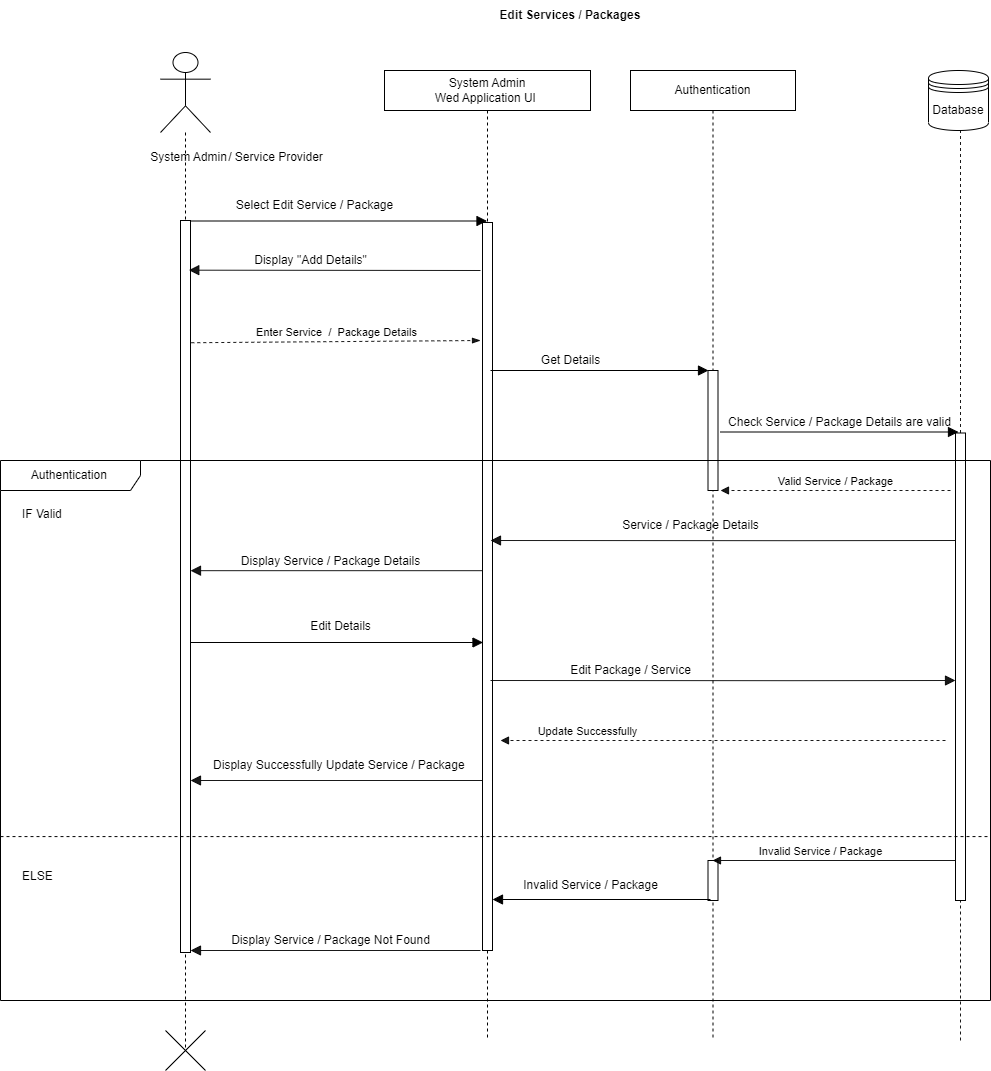 Edit Services / Packages
System Admin
Wed Application UI
Authentication
Database
System Admin / Service Provider
Select Edit Service / Package
Display "Add Details"
Enter Service / Package Details
Get Details
Check Service / Package Details are valid
Authentication
Valid Service / Package
IF Valid
Service / Package Details
Display Service / Package Details
Edit Details
Edit Package / Service
Update Successfully
Display Successfully Update Service / Package
Invalid Service / Package
ELSE
Invalid Service / Package
Display Service / Package Not Found